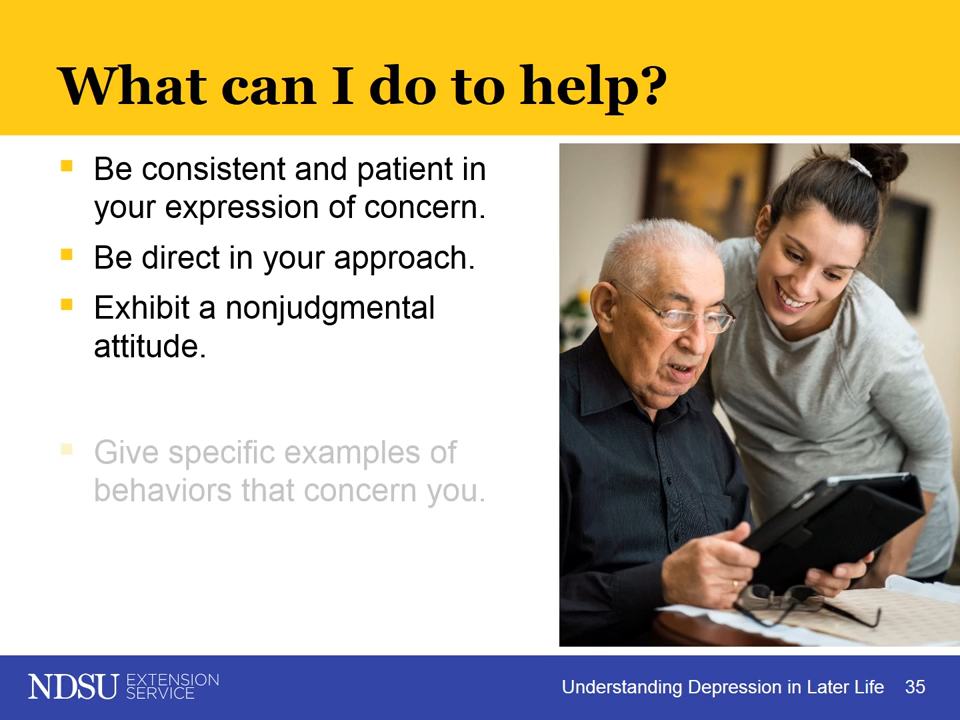 What can I do to help?
Be consistent and patient in
your expression of concern.
Be direct in your approach.
Exhibit a nonjudgmental
attitude.
Give specific examples of
behaviors that concern you.
NDSU EXTENSION
SERVICE
Understanding Depression in Later Life 35